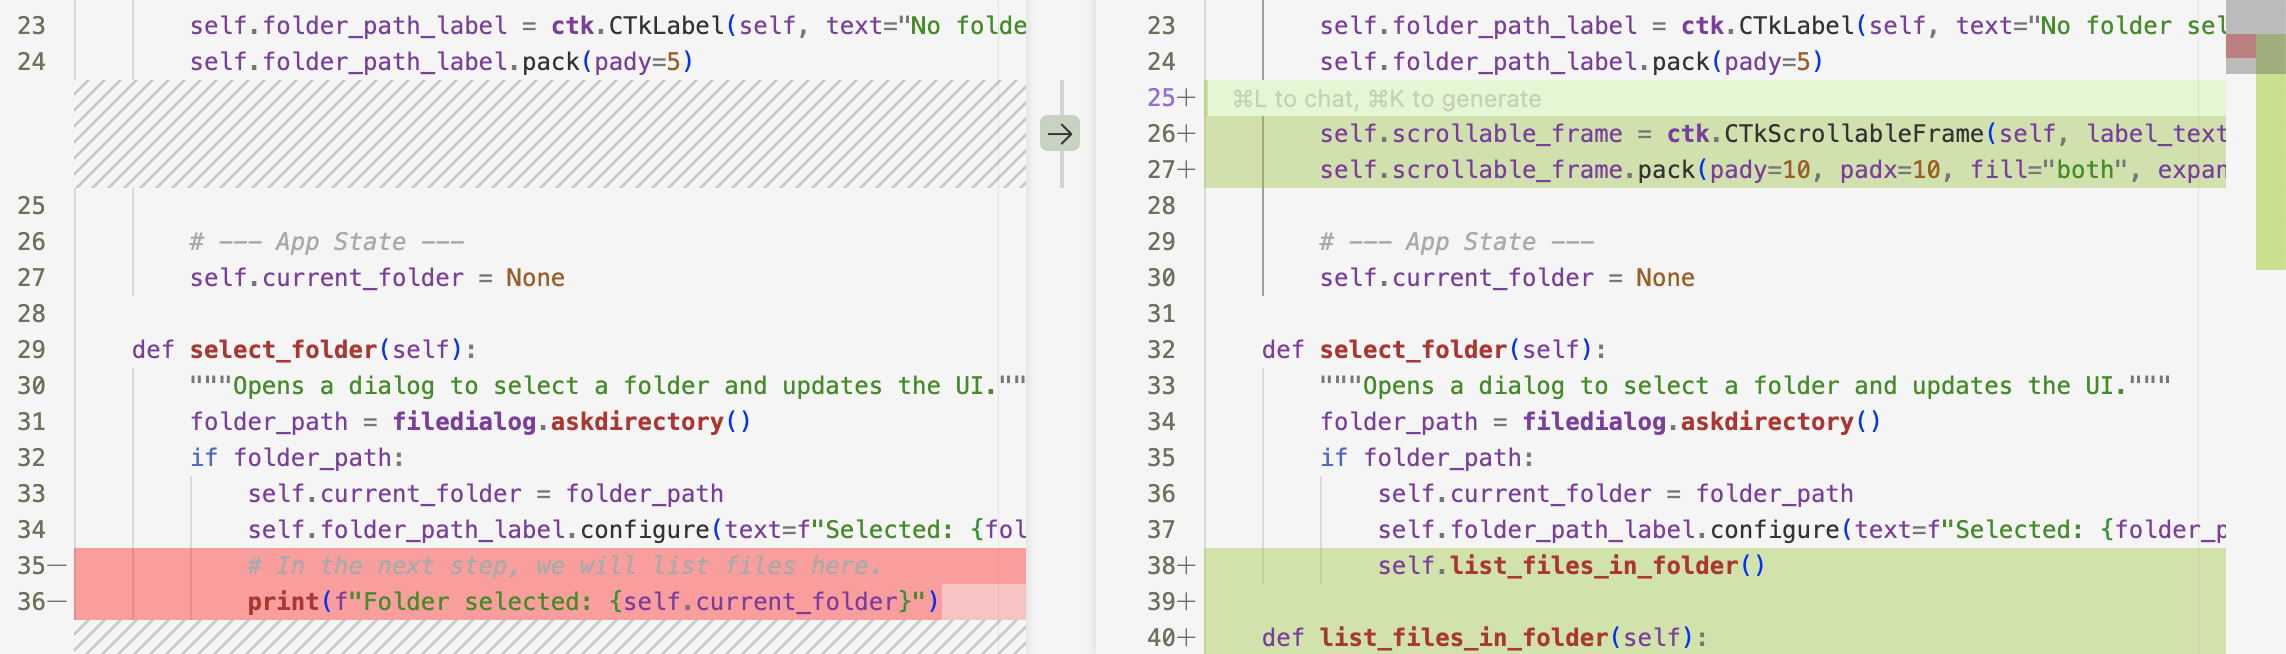 23 self.folder_path_label = ctk.CTkLabel(self, text="No folde
24 self.folder_path_label.pack(pady=5)
25
26 # --- App State ---
27 self.current_folder = None
28
29 def select_folder(self):
30 """Opens a dialog to select a folder and updates the UI.""
31 folder_path = filedialog.askdirectory()
32 if folder_path:
33 self.current_folder = folder_path
34 self.folder_path_label.configure(text=f"Selected: {fol
35— # In the next step, we will list files here.
36— print(f"Folder selected: {self.current_folder}")
→
23 self.folder_path_label = ctk.CTkLabel(self, text="No folder sel
24 self.folder_path_label.pack(pady=5)
25+ ⌘L to chat, ⌘K to generate
26+ self.scrollable_frame = ctk.CTkScrollableFrame(self, label_text
27+ self.scrollable_frame.pack(pady=10, padx=10, fill="both", expan
28
29 # --- App State ---
30 self.current_folder = None
31
32 def select_folder(self):
33 """Opens a dialog to select a folder and updates the UI."""
34 folder_path = filedialog.askdirectory()
35 if folder_path:
36 self.current_folder = folder_path
37 self.folder_path_label.configure(text=f"Selected: {folder_p
38+ self.list_files_in_folder()
39+
40+ def list_files_in_folder(self):